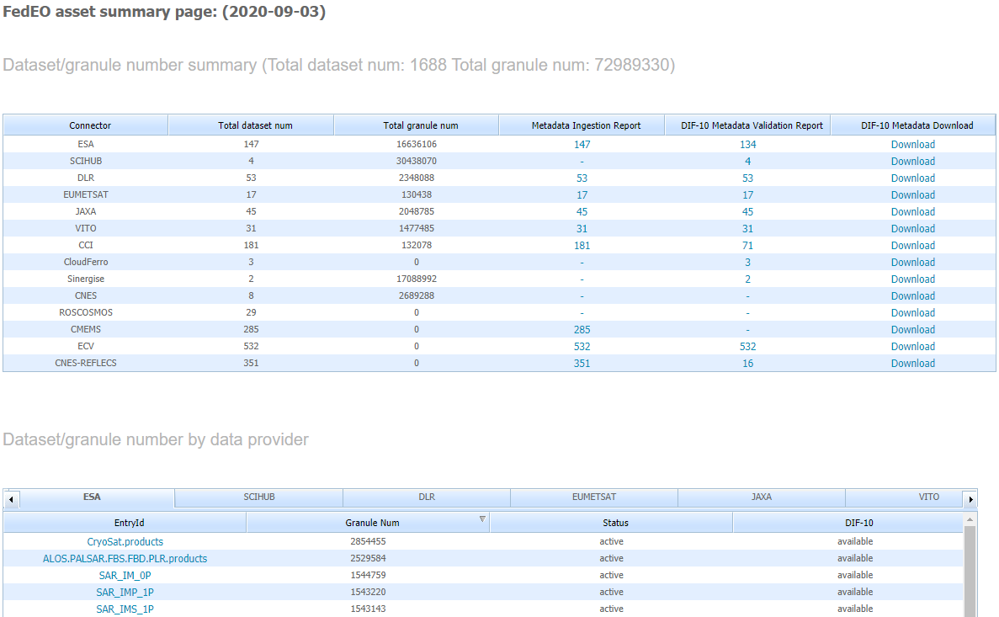 FedEO asset summary page: (2020-09-03)
Dataset/granule number summary (Total dataset num: 1688 Total granule num: 72989330)
Connector Total dataset num Total granule num Metadata Ingestion Report DIF-10 Metadata Validation Report DIF-10 Metadata Download
ESA 147 16636106 147 134 Download
SCIHUB 4 30438070 - 4 Download
DLR 53 2348088 53 53 Download
EUMETSAT 17 130438 17 17 Download
JAXA 45 2048785 45 45 Download
VITO 31 1477485 31 31 Download
CCI 181 132078 181 71 Download
CloudFerro 3 0 - 3 Download
Sinergise 2 17088992 - 2 Download
CNES 8 2689288 - - Download
ROSCOSMOS 29 0 - - Download
CMEMS 285 0 285 - Download
ECV 532 0 532 532 Download
CNES-REFLECS 351 0 351 16 Download
Dataset/granule number by data provider
ESA SCIHUB DLR EUMETSAT JAXA VITO
EntryId Granule Num Status DIF-10
CryoSat.products 2854455 active available
ALOS.PALSAR.FBS.FBD.PLR.products 2529584 active available
SAR_IM_0P 1544759 active available
SAR_IMP_1P 1543220 active available
SAR_IMS_1P 1543143 active available